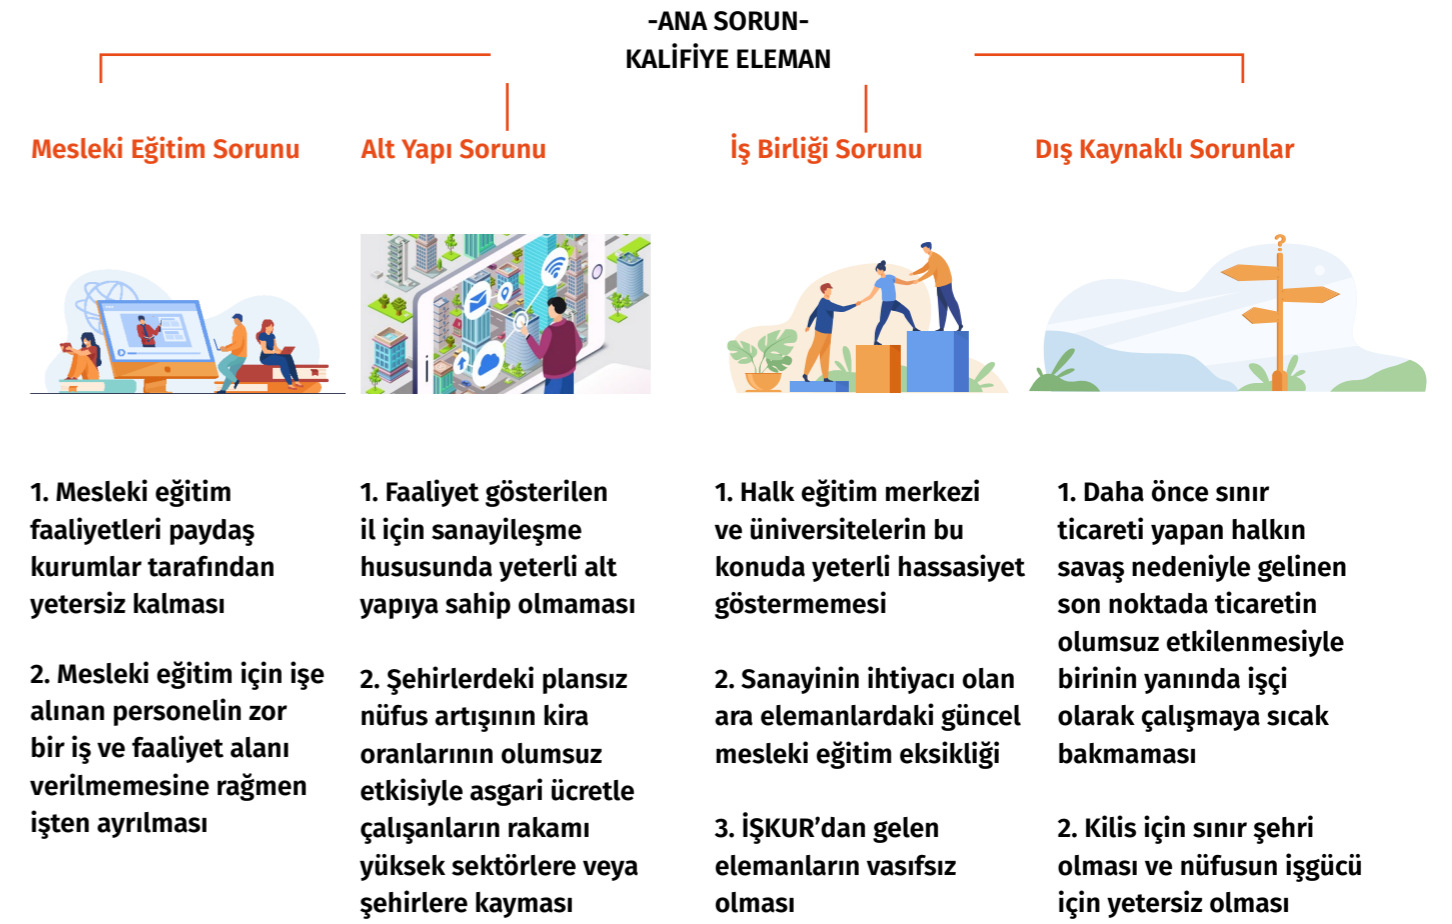 -ANA SORUN-
KALİFİYE ELEMAN
Mesleki Eğitim Sorunu
Alt Yapı Sorunu
İş Birliği Sorunu
Dış Kaynaklı Sorunlar
?
1. Mesleki eğitim
faaliyetleri paydaş
kurumlar tarafından
yetersiz kalması
2. Mesleki eğitim için işe
alınan personelin zor
bir iş ve faaliyet alanı
verilmemesine rağmen
işten ayrılması
1. Faaliyet gösterilen
il için sanayileşme
hususunda yeterli alt
yapıya sahip olmaması
2. Şehirlerdeki plansız
nüfus artışının kira
oranlarının olumsuz
etkisiyle asgari ücretle
çalışanların rakamı
yüksek sektörlere veya
şehirlere kayması
1. Halk eğitim merkezi
ve üniversitelerin bu
konuda yeterli hassasiyet
göstermemesi
2. Sanayinin ihtiyacı olan
ara elemanlardaki güncel
mesleki eğitim eksikliği
3. İŞKUR’dan gelen
elemanların vasıfsız
olması
1. Daha önce sınır
ticareti yapan halkın
savaş nedeniyle gelinen
son noktada ticaretin
olumsuz etkilenmesiyle
birinin yanında işçi
olarak çalışmaya sıcak
bakmaması
2. Kilis için sınır şehri
olması ve nüfusun işgücü
için yetersiz olması